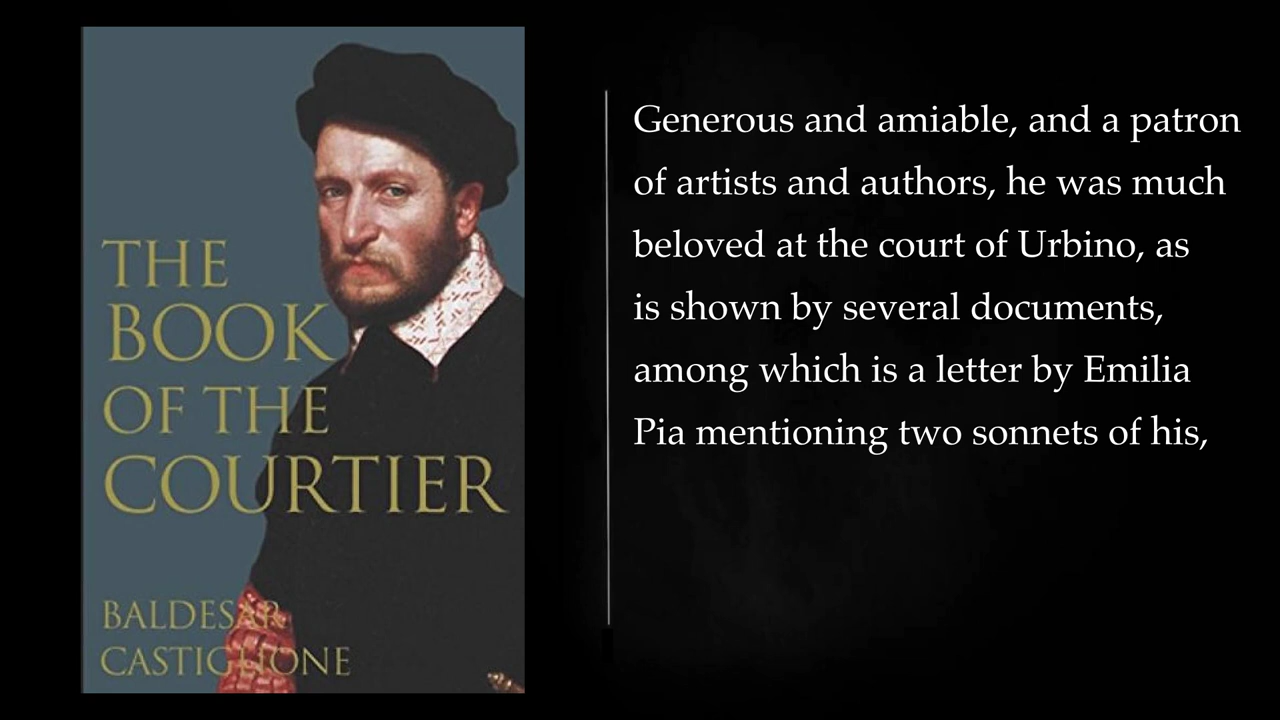 THE
BOOK
OF THE
COURTIER
BALDESAR
CASTIGLIONE
Generous and amiable, and a patron
of artists and authors, he was much
beloved at the court of Urbino, as
is shown by several documents,
among which is a letter by Emilia
Pia mentioning two sonnets of his,